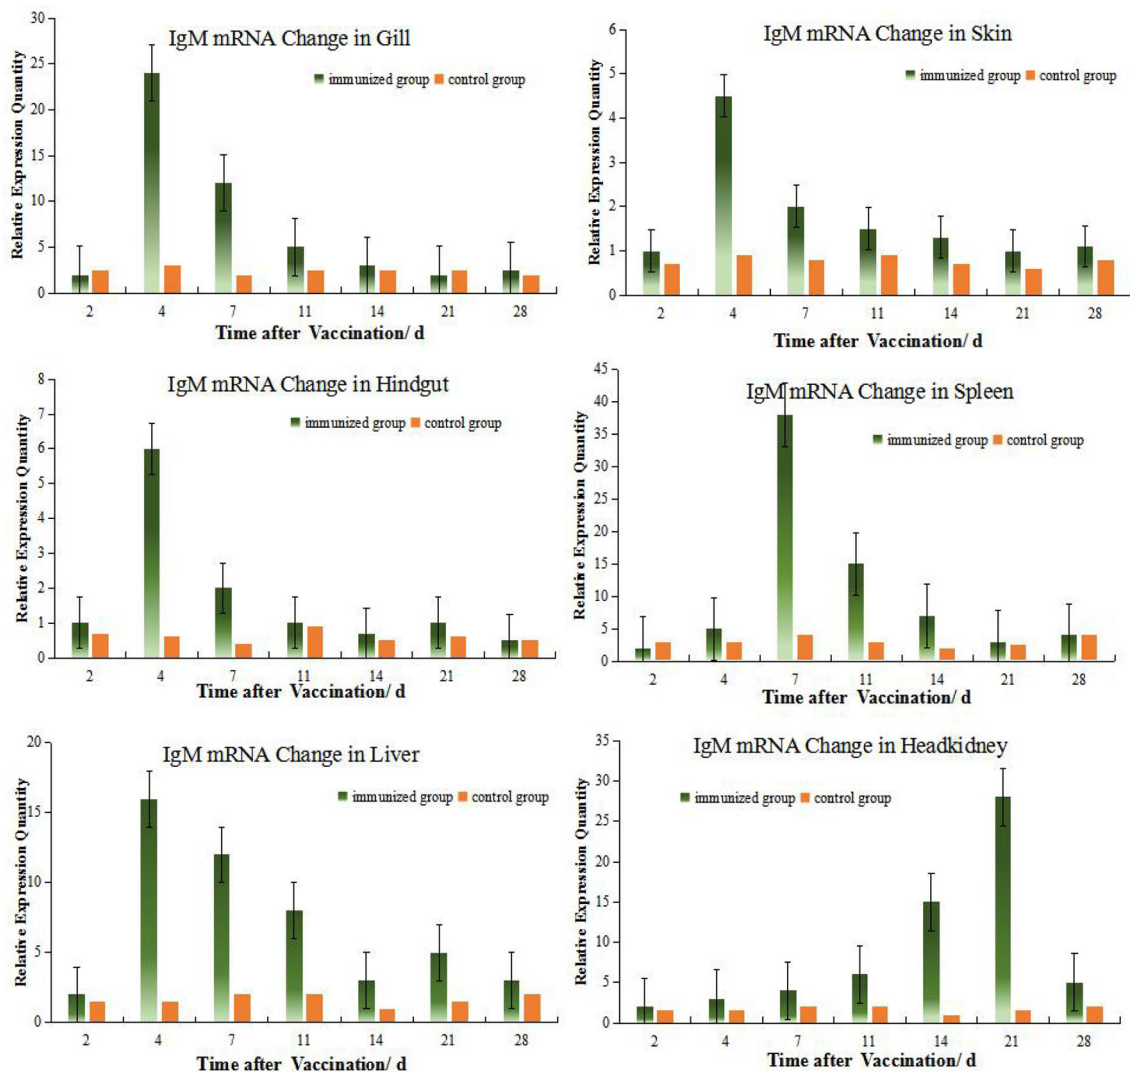 IgM mRNA Change in Gill
immunized group control group
Relative Expression Quantity
30
25
20
15
10
5
0
2 4 7 11 14 21 28
Time after Vaccination/ d
IgM mRNA Change in Skin
immunized group control group
Relative Expression Quantity
6
5
4
3
2
1
0
2 4 7 11 14 21 28
Time after Vaccination/ d
IgM mRNA Change in Hindgut
immunized group control group
Relative Expression Quantity
8
7
6
5
4
3
2
1
0
2 4 7 11 14 21 28
Time after Vaccination/ d
IgM mRNA Change in Spleen
immunized group control group
Relative Expression Quantity
45
40
35
30
25
20
15
10
5
0
2 4 7 11 14 21 28
Time after Vaccination/ d
IgM mRNA Change in Liver
immunized group control group
Relative Expression Quantity
20
15
10
5
0
2 4 7 11 14 21 28
Time after Vaccination/ d
IgM mRNA Change in Headkidney
immunized group control group
Relative Expression Quantity
35
30
25
20
15
10
5
0
2 4 7 11 14 21 28
Time after Vaccination/ d